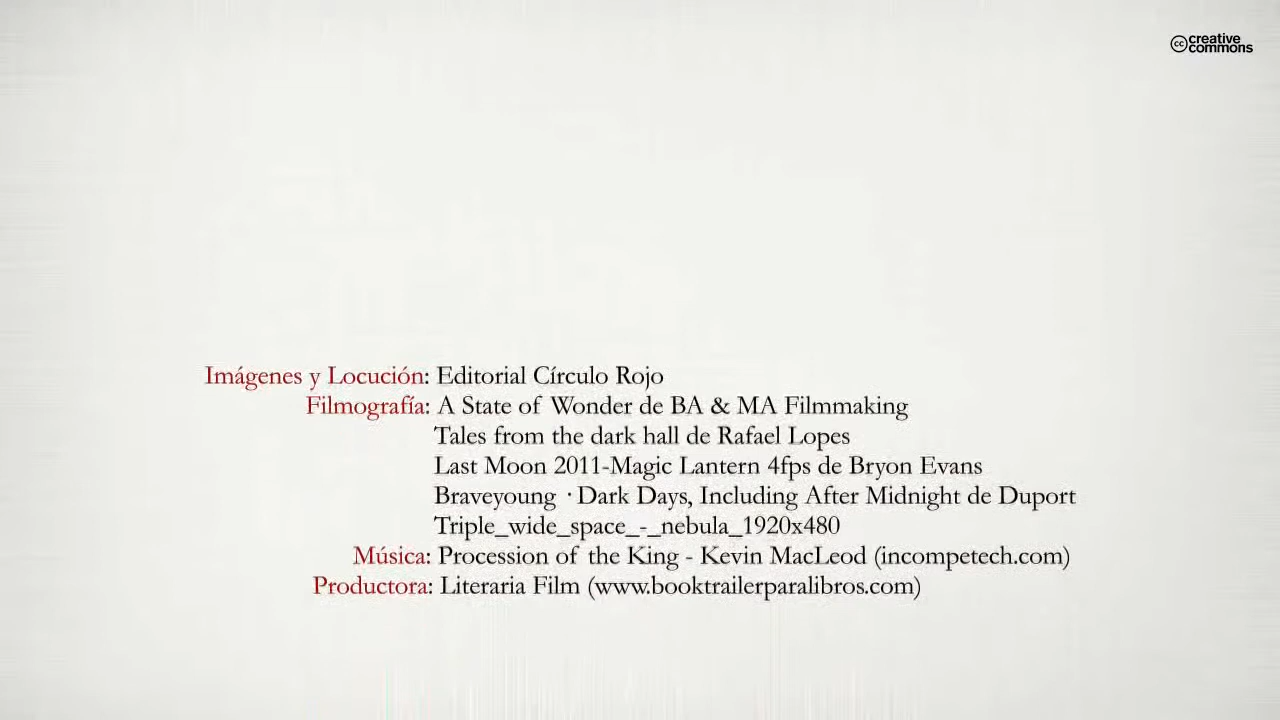 creative
commons
Imágenes y Locución: Editorial Círculo Rojo
Filmografía: A State of Wonder de BA & MA Filmmaking
Tales from the dark hall de Rafael Lopes
Last Moon 2011-Magic Lantern 4fps de Bryon Evans
Braveyoung · Dark Days, Including After Midnight de Duport
Triple_wide_space_-_nebula_1920x480
Música: Procession of the King - Kevin MacLeod (incompetech.com)
Productora: Literaria Film (www.booktrailerparalibros.com)